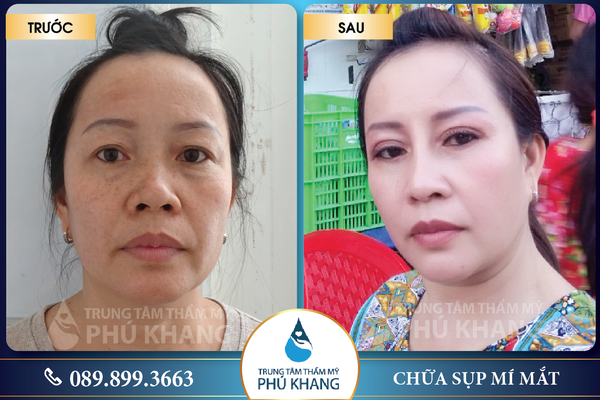 TRƯỚC
SAU
TRUNG TÂM THẨM MỸ
PHÚ KHANG
TRUNG TÂM THẨM MỸ
PHÚ KHANG
089.899.3663
TRUNG TÂM THẨM MỸ
PHÚ KHANG
CHỮA SỤP MÍ MẮT